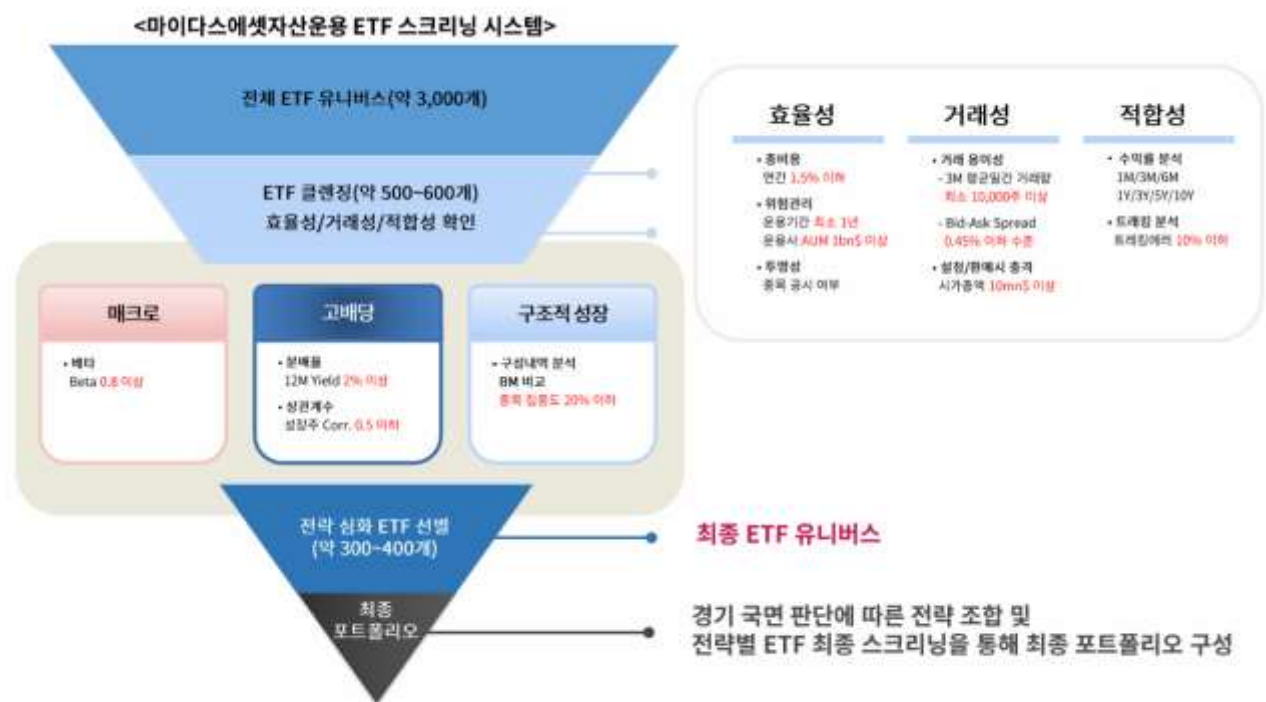 <마이다스에셋자산운용 ETF 스크리닝 시스템>
전체 ETF 유니버스(약 3,000개)
ETF 클렌징(약 500~600개)
효율성/거래성/적합성 확인
효율성
• 총비용
연간 1.5% 이하
• 위험관리
운용기간 최소 1년
운용사 AUM 1bn$ 이상
• 투명성
종목 공시 여부
거래성
• 거래 용이성
- 3M 평균일간 거래량
최소 10,000주 이상
- Bid-Ask Spread
0.45% 이하 수준
• 설정/환매시 충격
시가총액 10mn$ 이상
적합성
• 수익률 분석
1M/3M/6M
1Y/3Y/5Y/10Y
• 트래킹 분석
트래킹에러 10% 이하
매크로
• 베타
Beta 0.8 이상
고배당
• 분배율
12M Yield 2% 이상
• 상관계수
성장주 Corr. 0.5 이하
구조적 성장
• 구성내역 분석
BM 비교
종목 집중도 20% 이하
전략 심화 ETF 선별
(약 300~400개)
최종 ETF 유니버스
최종
포트폴리오
경기 국면 판단에 따른 전략 조합 및
전략별 ETF 최종 스크리닝을 통해 최종 포트폴리오 구성